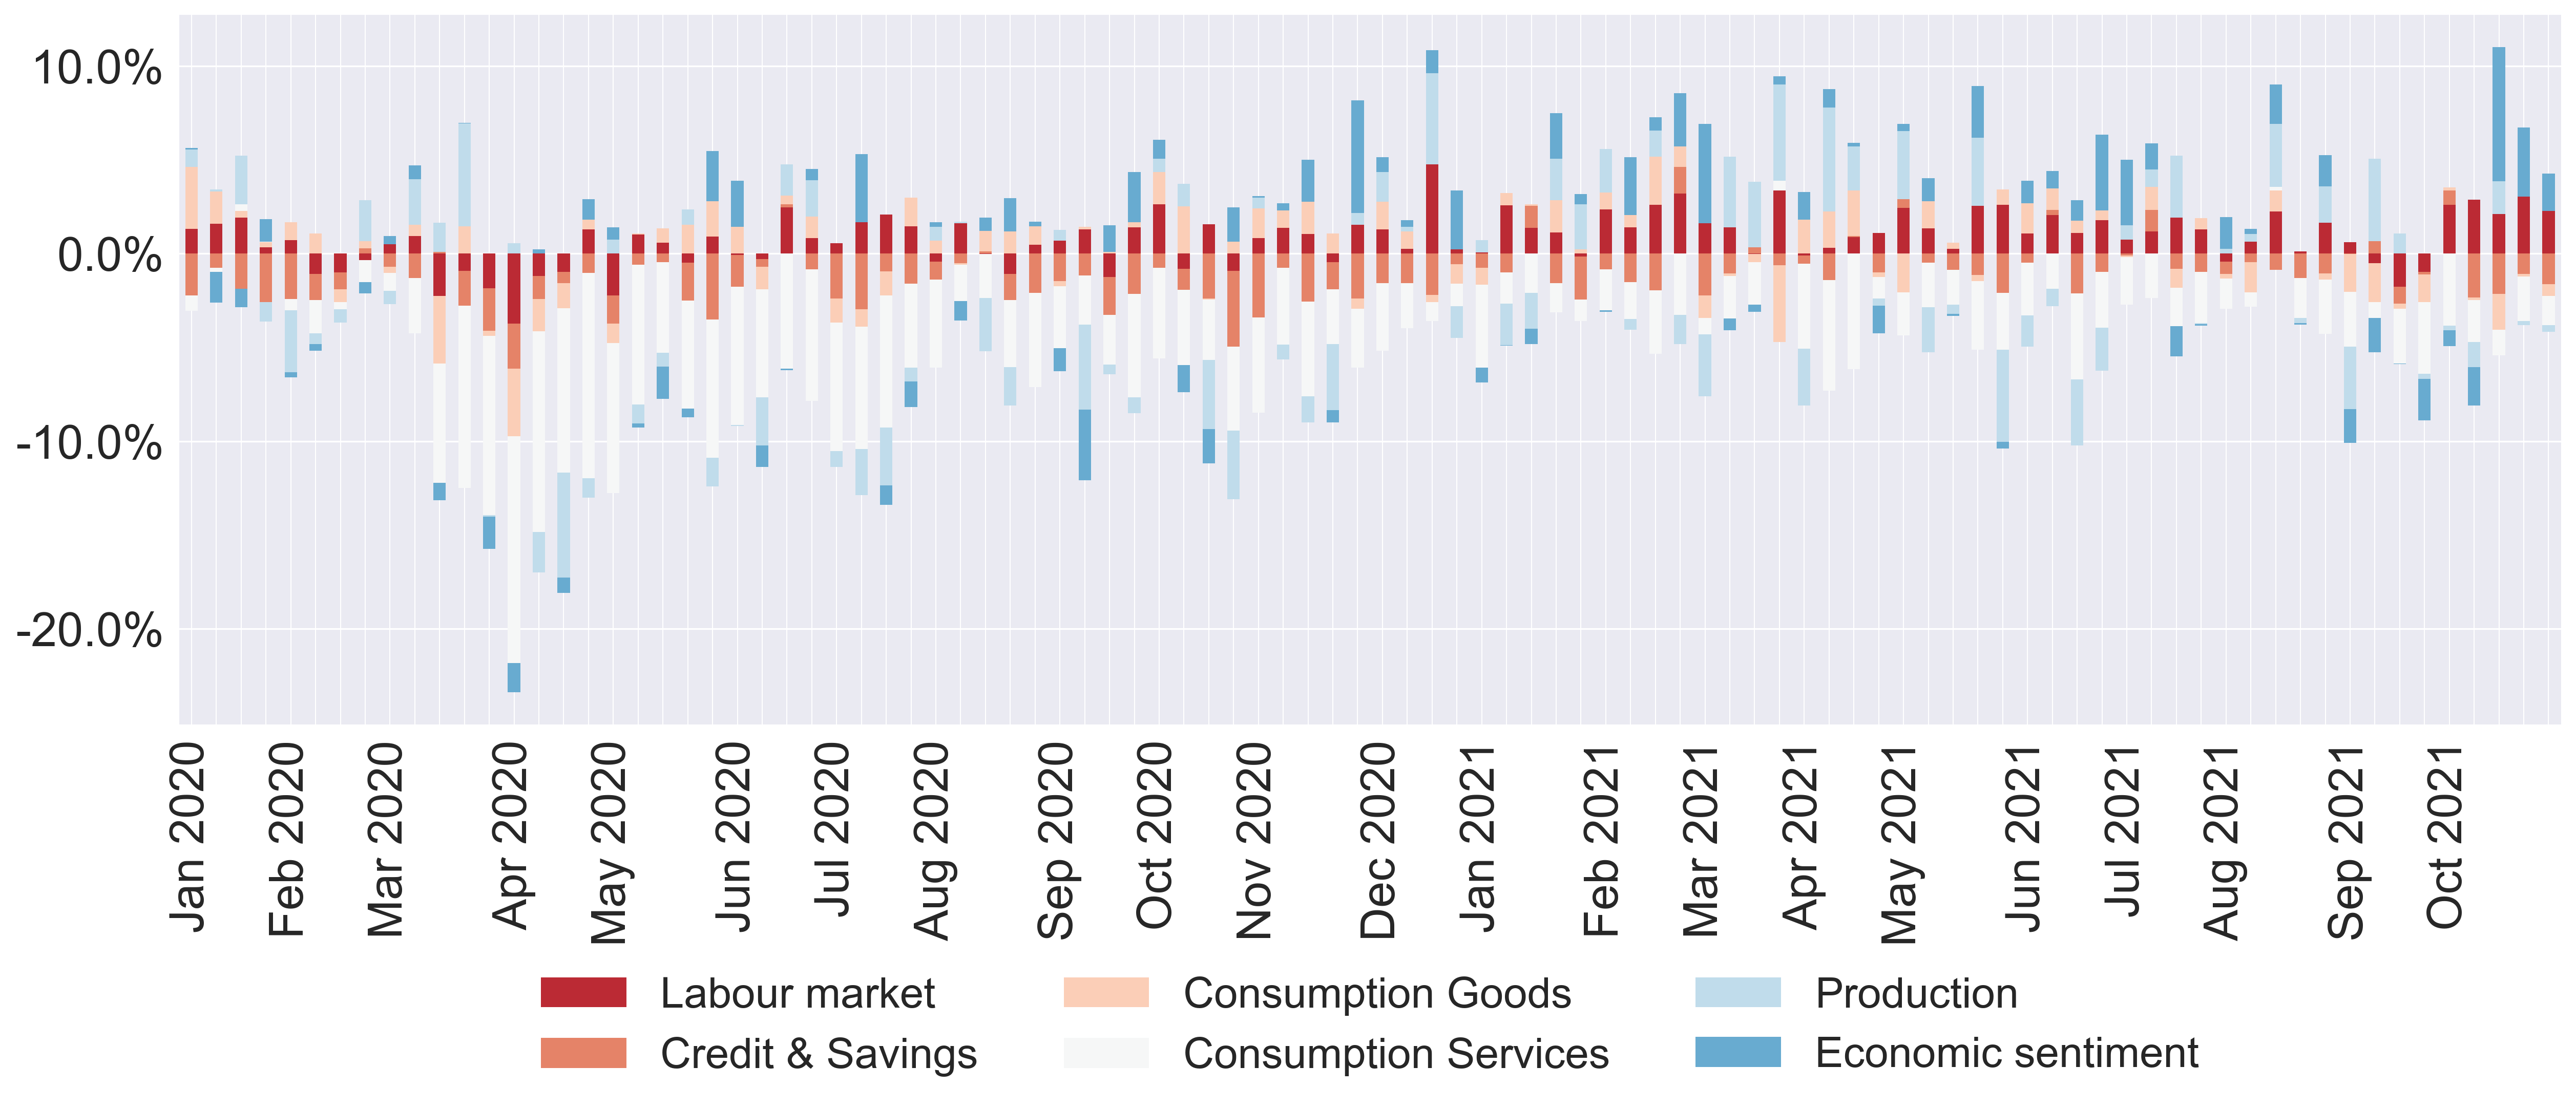 10.0%
0.0%
-10.0%
-20.0%
Jan 2020
Feb 2020
Mar 2020
Apr 2020
May 2020
Jun 2020
Jul 2020
Aug 2020
Sep 2020
Oct 2020
Nov 2020
Dec 2020
Jan 2021
Feb 2021
Mar 2021
Apr 2021
May 2021
Jun 2021
Jul 2021
Aug 2021
Sep 2021
Oct 2021
Labour market
Consumption Goods
Production
Credit & Savings
Consumption Services
Economic sentiment